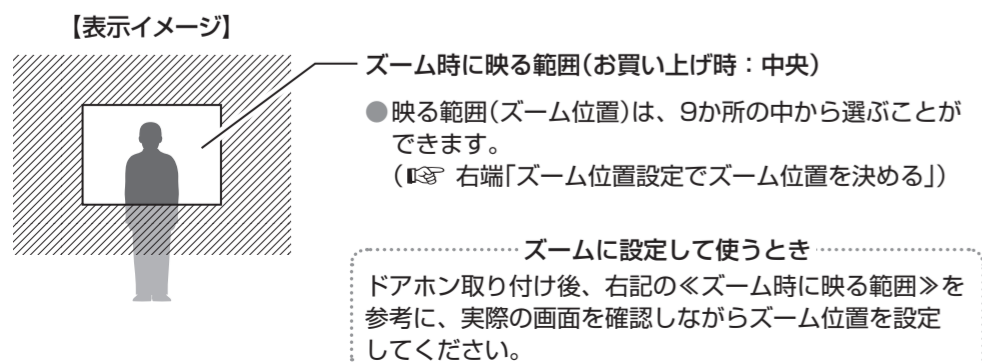 【表示イメージ】
ズーム時に映る範囲(お買い上げ時：中央)
●映る範囲(ズーム位置)は、9か所の中から選ぶことが
できます。
(☞ 右端「ズーム位置設定でズーム位置を決める」)
ズームに設定して使うとき
ドアホン取り付け後、右記の≪ズーム時に映る範囲≫を
参考に、実際の画面を確認しながらズーム位置を設定
してください。